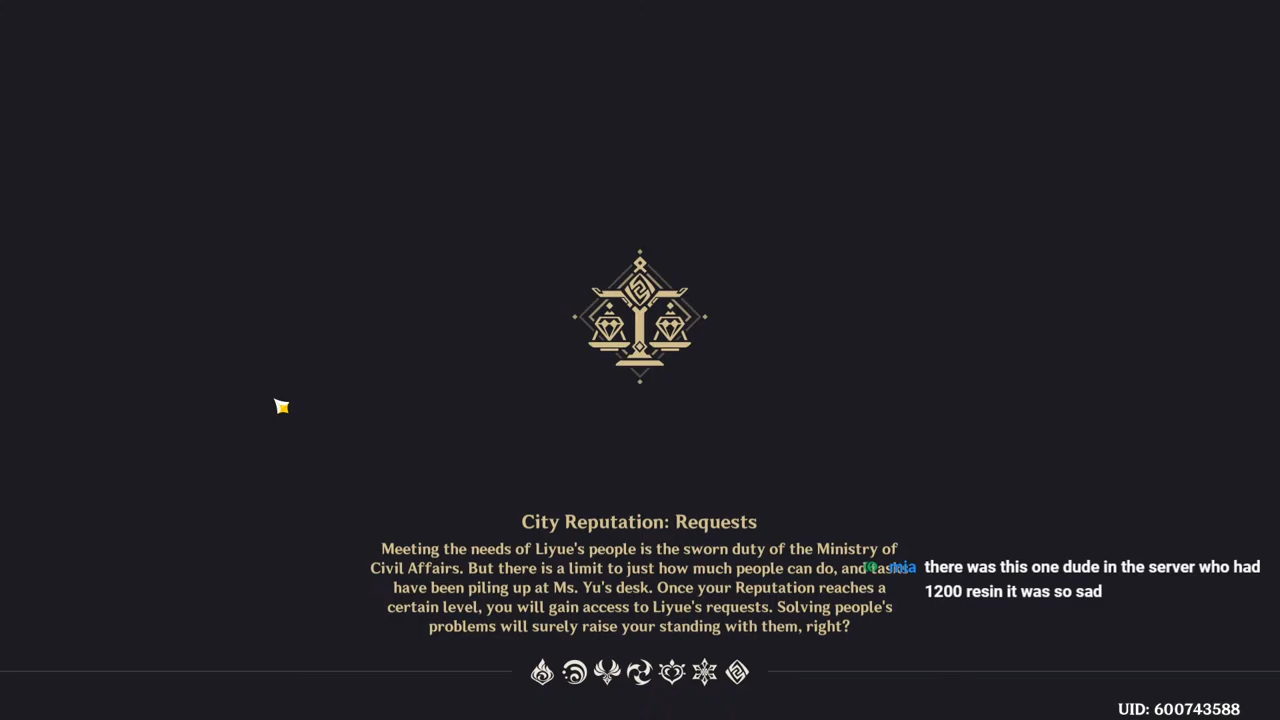 City Reputation: Requests
Meeting the needs of Liyue's people is the sworn duty of the Ministry of
Civil Affairs. But there is a limit to just how much people can do, and tasks
have been piling up at Ms. Yu's desk. Once your Reputation reaches a
certain level, you will gain access to Liyue's requests. Solving people's
problems will surely raise your standing with them, right?
mia there was this one dude in the server who had
1200 resin it was so sad
UID: 600743588